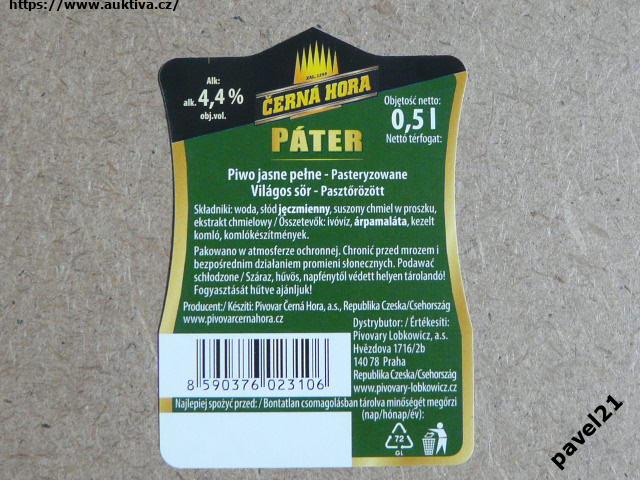 https://www.auktiva.cz/
ZAL. 1298
ČERNÁ HORA
Alk:
alk. 4,4 %
obj.vol.
Objętość netto:
0,5 l
Nettó térfogat:
PÁTER
Piwo jasne pełne - Pasteryzowane
Világos sör - Pasztőrözött
Składniki: woda, słód jęczmienny, suszony chmiel w proszku,
ekstrakt chmielowy / Összetevők: ivóvíz, árpamaláta, kezelt
komló, komlókészítmények.
Pakowano w atmosferze ochronnej. Chronić przed mrozem i
bezpośrednim działaniem promieni słonecznych. Podawać
schłodzone / Száraz, hűvös, napfénytől védett helyen tárolandó!
Fogyasztását hűtve ajánljuk!
Producent:/ Készíti: Pivovar Černá Hora, a.s., Republika Czeska/Csehország
www.pivovarcernahora.cz
Dystrybutor: / Értékesíti:
Pivovary Lobkowicz, a.s.
Hvězdova 1716/2b
140 78 Praha
Republika Czeska/Csehország
www.pivovary-lobkowicz.cz
8 590376 023106
Najlepiej spożyć przed: / Bontatlan csomagolásban tárolva minőségét megőrzi
(nap/hónap/év):
72
GL
pavel21